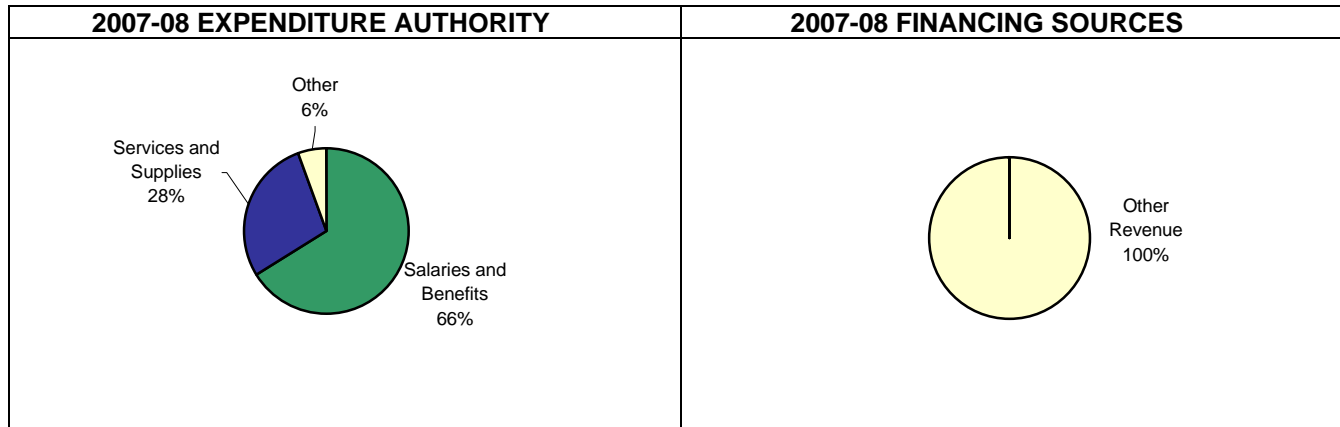 2007-08 EXPENDITURE AUTHORITY
Other
6%
Services and
Supplies
28%
Salaries and
Benefits
66%
2007-08 FINANCING SOURCES
Other
Revenue
100%